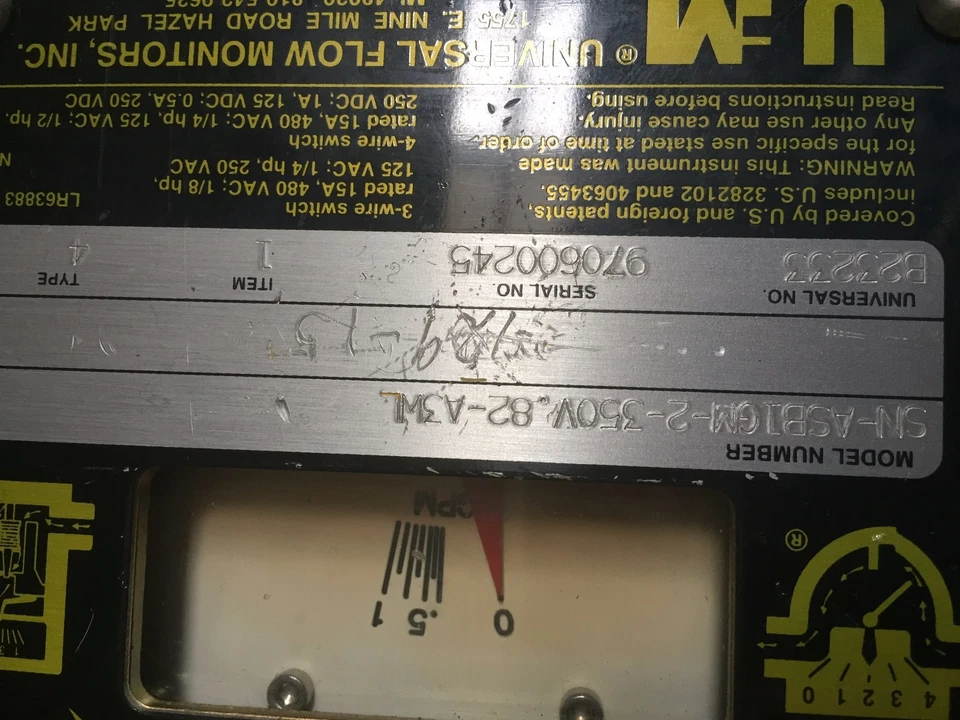 MODEL NUMBER
SN-ASB1GM-2-350V.82-A3WL
UNIVERSAL NO. SERIAL NO. ITEM TYPE
B23233 970600245 1 4
Covered by U.S. and foreign patents,
includes U.S. 3282102 and 4063455.
WARNING: This instrument was made
for the specific use stated at time of order.
Any other use may cause injury.
Read instructions before using.
3-wire switch
rated 15A, 480 VAC; 1/8 hp,
125 VAC; 1/4 hp, 250 VAC
4-wire switch
rated 15A, 480 VAC; 1/4 hp, 125 VAC; 1/2 hp.
250 VDC; 1A, 125 VDC; 0.5A, 250 VDC
LR63883
UFM
® UNIVERSAL FLOW MONITORS, INC.
1755 E. NINE MILE ROAD HAZEL PARK
4 3 2 1 0
®
0 .5 1
GPM